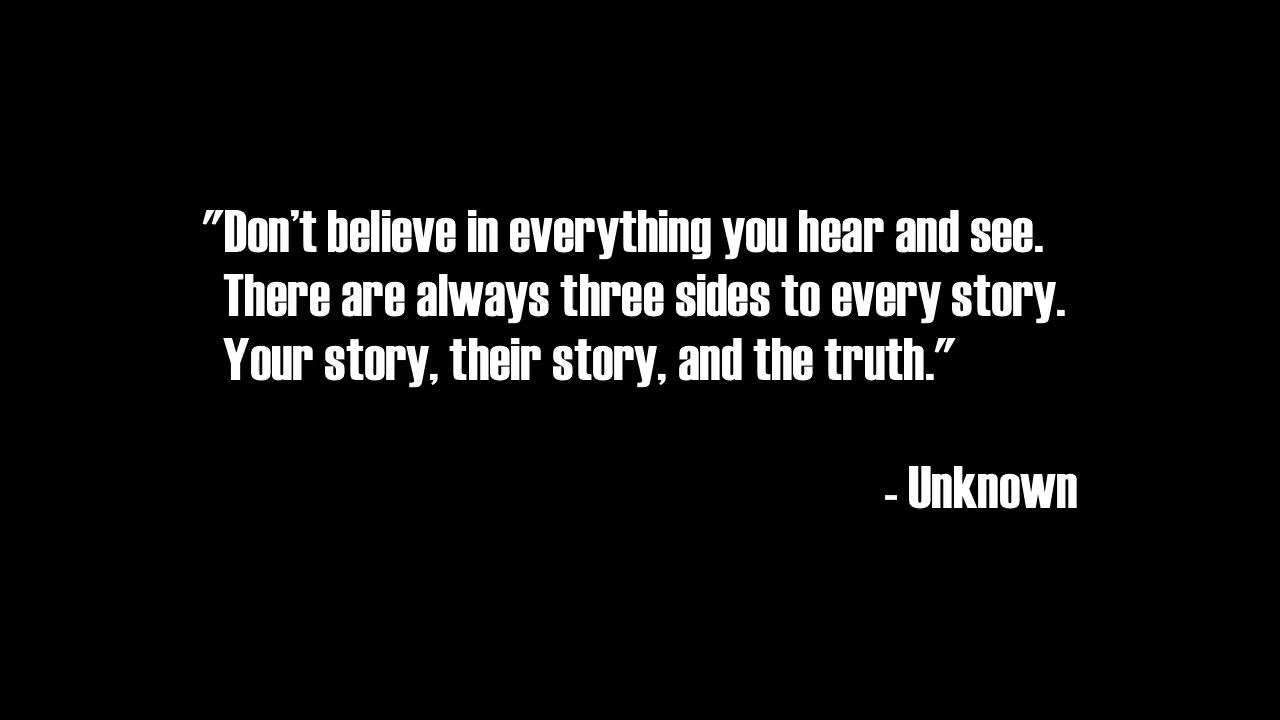 "Don't believe in everything you hear and see.
There are always three sides to every story.
Your story, their story, and the truth."
- Unknown